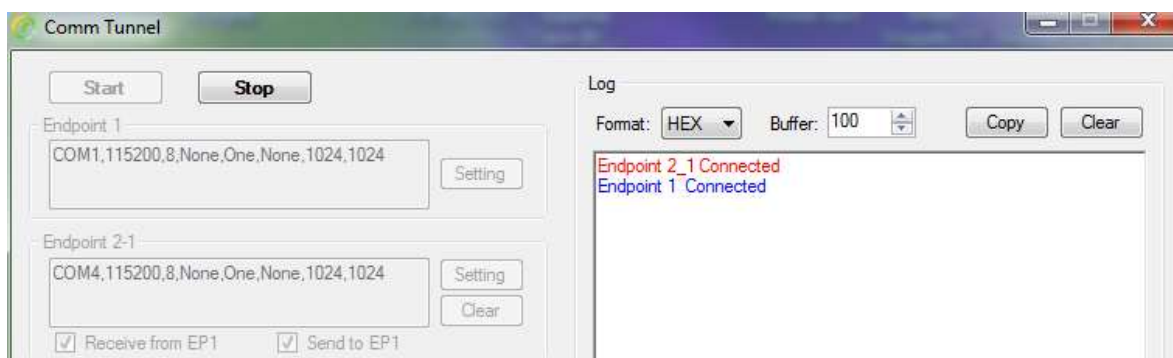 Comm Tunnel
Start
Stop
Endpoint 1
COM1,115200,8,None,One,None,1024,1024
Setting
Endpoint 2-1
COM4,115200,8,None,One,None,1024,1024
Setting
Clear
Receive from EP1
Send to EP1
Log
Format: HEX Buffer: 100 Copy Clear
Endpoint 2_1 Connected
Endpoint 1 Connected